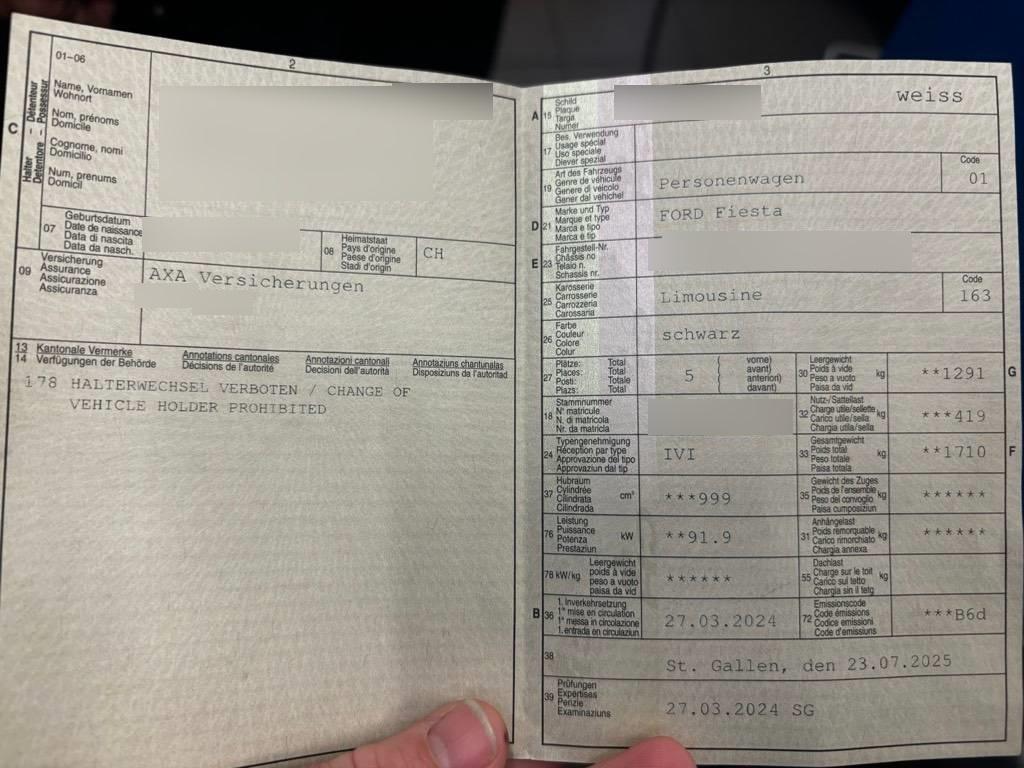 2
01-06
C
Halter – Détenteur
Detentore – Possessur
Name, Vornamen
Wohnort
Nom, prénoms
Domicile
Cognome, nomi
Domicilio
Num, prenums
Domicil
07
Geburtsdatum
Date de naissance
Data di nascita
Data da nasch.
08
Heimatstaat
Pays d'origine
Paese d'origine
Stadi d'origin
CH
09
Versicherung
Assurance
Assicurazione
Assicuranza
AXA Versicherungen
13 Kantonale Vermerke
14 Verfügungen der Behörde
Annotations cantonales
Décisions de l'autorité
Annotazioni cantonali
Decisioni dell'autorità
Annotaziuns chantunalas
Disposiziuns da l'autoritad
178 HALTERWECHSEL VERBOTEN / CHANGE OF
VEHICLE HOLDER PROHIBITED
3
A 15
Schild
Plaque
Targa
Numer
weiss
17
Bes. Verwendung
Usage spécial
Uso speciale
Diever spezial
19
Art des Fahrzeugs
Genre de véhicule
Genere di veicolo
Gener dal vehichel
Personenwagen
Code
01
D 21
Marke und Typ
Marque et type
Marca e tipo
Marca e tip
FORD Fiesta
E 23
Fahrgestell-Nr.
Châssis no
Telaio n.
Schassis nr.
25
Karosserie
Carrosserie
Carrozzeria
Carossaria
Limousine
Code
163
26
Farbe
Couleur
Colore
Colur
schwarz
27
Plätze: Total
Places: Total
Posti: Totale
Plazs: Total
5
( vorne)
avant)
anteriori)
( davant)
30
Leergewicht
Poids à vide
Peso a vuoto
Paisa da vid
kg
**1291
G
18
Stammnummer
N° matricule
N. di matricola
Nr. da matricla
32
Nutz-/Sattellast
Charge utile/sellette
Carico utile/sella
Chargia utila/sella
kg
***419
24
Typengenehmigung
Réception par type
Approvazione del tipo
Approvaziun dal tip
IVI
33
Gesamtgewicht
Poids total
Peso totale
Paisa totala
kg
**1710
F
37
Hubraum
Cylindrée
Cilindrata
Cilindrada
cm³
***999
35
Gewicht des Zuges
Poids de l'ensemble
Peso del convoglio
Paisa cumposiziun
kg
******
76
Leistung
Puissance
Potenza
Prestaziun
kW
**91.9
31
Anhängelast
Poids remorquable
Carico rimorchiato
Chargia annexa
kg
******
78 kW/kg
Leergewicht
poids à vide
peso a vuoto
paisa da vid
******
55
Dachlast
Charge sur le toit
Carico sul tetto
Chargia sin il tetg
kg
B 36
1. Inverkehrsetzung
1re mise en circulation
1a messa in circolazione
1. entrada en circulaziun
27.03.2024
72
Emissionscode
Code émissions
Codice emissioni
Code d'emissiuns
***B6d
38
St. Gallen, den 23.07.2025
39
Prüfungen
Expertises
Perizie
Examinaziuns
27.03.2024 SG